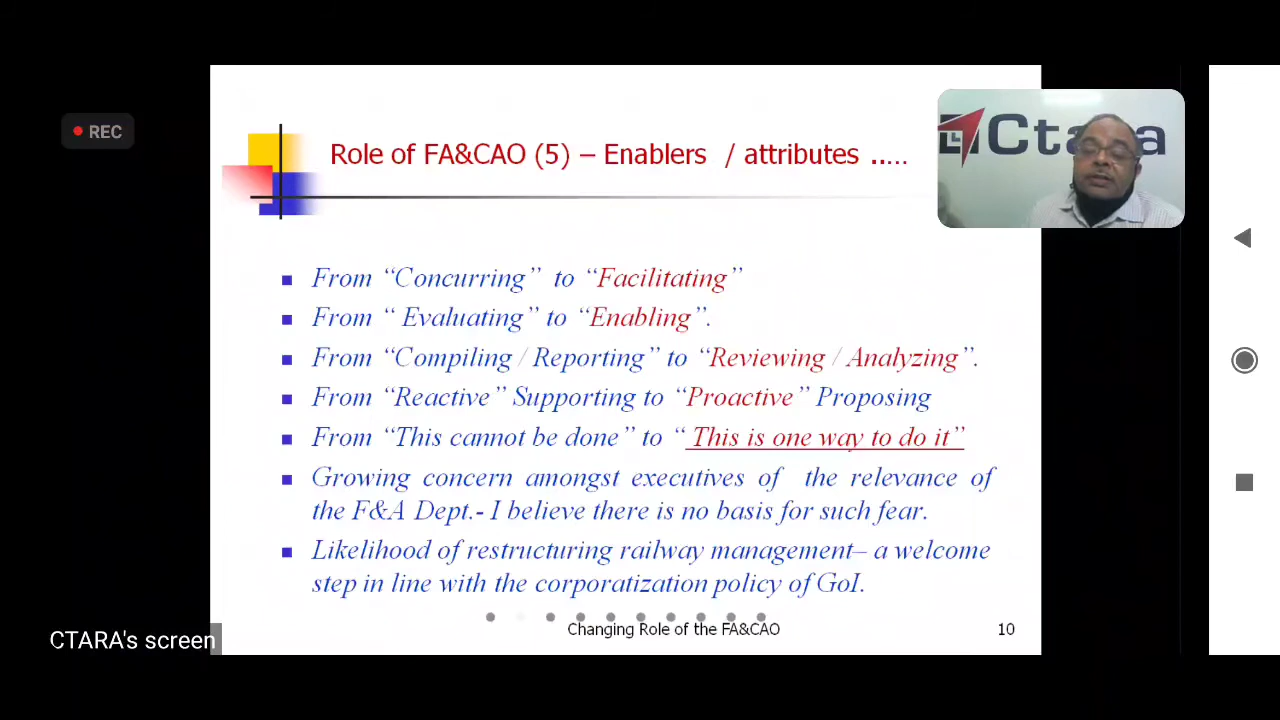 REC
Role of FA&CAO (5) – Enablers / attributes .....
Ctara
From “Concurring” to “Facilitating”
From “ Evaluating” to “Enabling”.
From “Compiling / Reporting” to “Reviewing / Analyzing”.
From “Reactive” Supporting to “Proactive” Proposing
From “This cannot be done” to “ This is one way to do it”
Growing concern amongst executives of the relevance of
the F&A Dept.- I believe there is no basis for such fear.
Likelihood of restructuring railway management– a welcome
step in line with the corporatization policy of GoI.
Changing Role of the FA&CAO
10
CTARA's screen